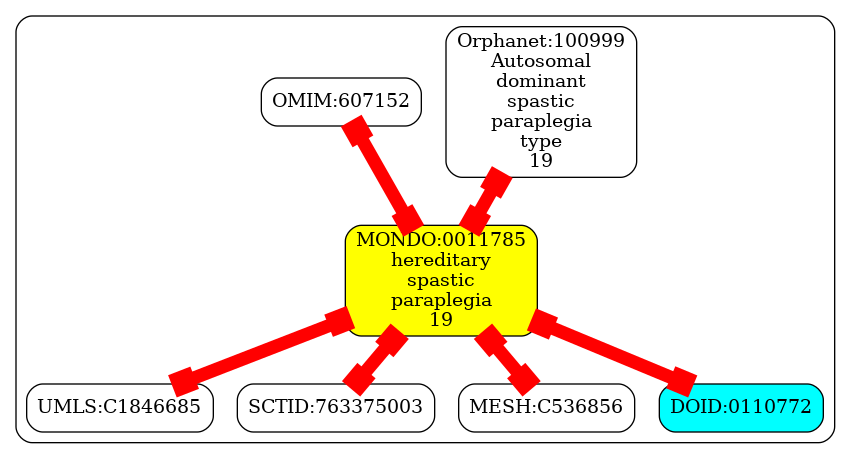 Orphanet:100999
Autosomal
dominant
spastic
paraplegia
type
19
OMIM:607152
MONDO:0011785
hereditary
spastic
paraplegia
19
UMLS:C1846685
SCTID:763375003
MESH:C536856
DOID:0110772